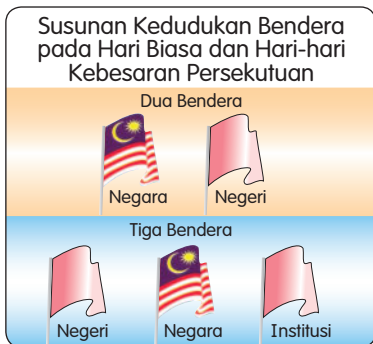 Susunan Kedudukan Bendera
pada Hari Biasa dan Hari-hari
Kebesaran Persekutuan
Dua Bendera
Negara Negeri
Tiga Bendera
Negeri Negara Institusi